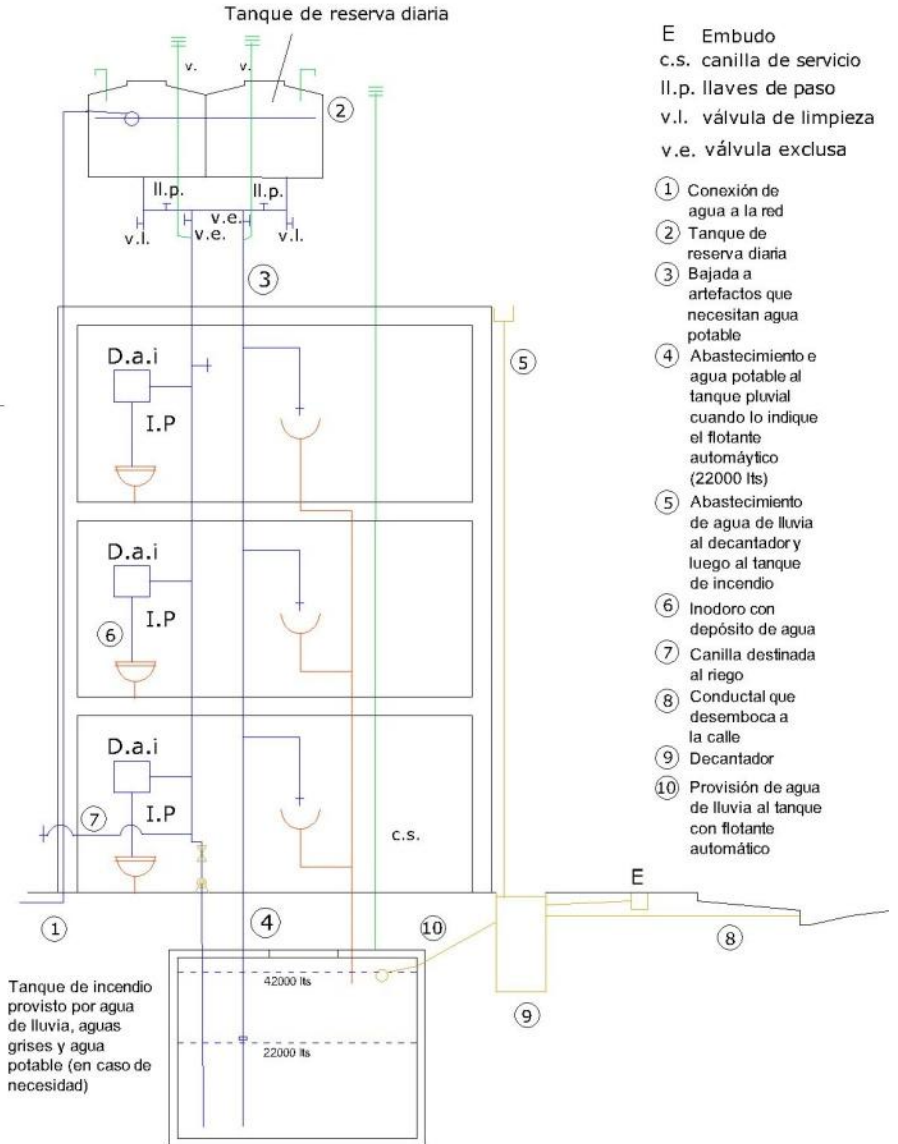 Tanque de reserva diaria
v.
v.
2
ll.p.
ll.p.
v.e.
v.l.
v.e.
v.l.
3
5
D.a.i
I.P
D.a.i
I.P
6
D.a.i
I.P
7
c.s.
1
4
10
E
8
9
42000 lts
22000 lts
Tanque de incendio
provisto por agua
de lluvia, aguas
grises y agua
potable (en caso de
necesidad)
E Embudo
c.s. canilla de servicio
ll.p. llaves de paso
v.l. válvula de limpieza
v.e. válvula exclusa
1 Conexión de
agua a la red
2 Tanque de
reserva diaria
3 Bajada a
artefactos que
necesitan agua
potable
4 Abastecimiento e
agua potable al
tanque pluvial
cuando lo indique
el flotante
automáytico
(22000 lts)
5 Abastecimiento
de agua de lluvia
al decantador y
luego al tanque
de incendio
6 Inodoro con
depósito de agua
7 Canilla destinada
al riego
8 Conductal que
desemboca a
la calle
9 Decantador
10 Provisión de agua
de lluvia al tanque
con flotante
automático